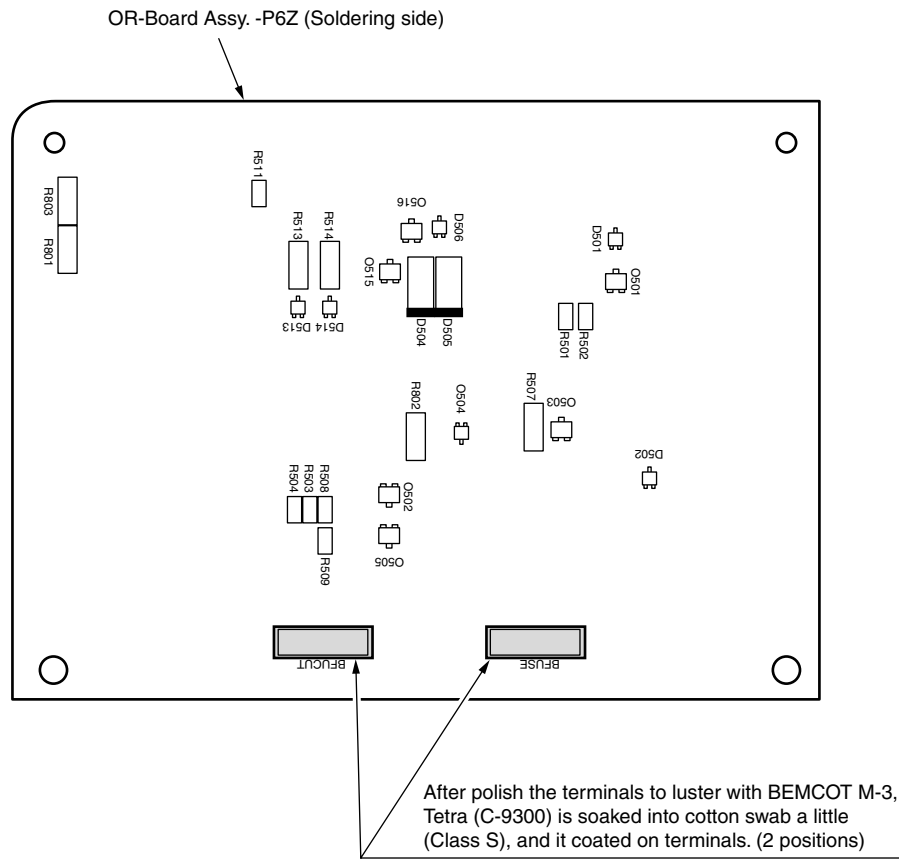 OR-Board Assy. -P6Z (Soldering side)
R511
R803
R801
R513
R514
O516
D506
O515
D501
O501
D513
D514
D504
D505
R501
R502
R802
O504
R507
O503
D502
R504
R503
R508
O502
R509
O505
BFUCUT
BFUSE
After polish the terminals to luster with BEMCOT M-3,
Tetra (C-9300) is soaked into cotton swab a little
(Class S), and it coated on terminals. (2 positions)